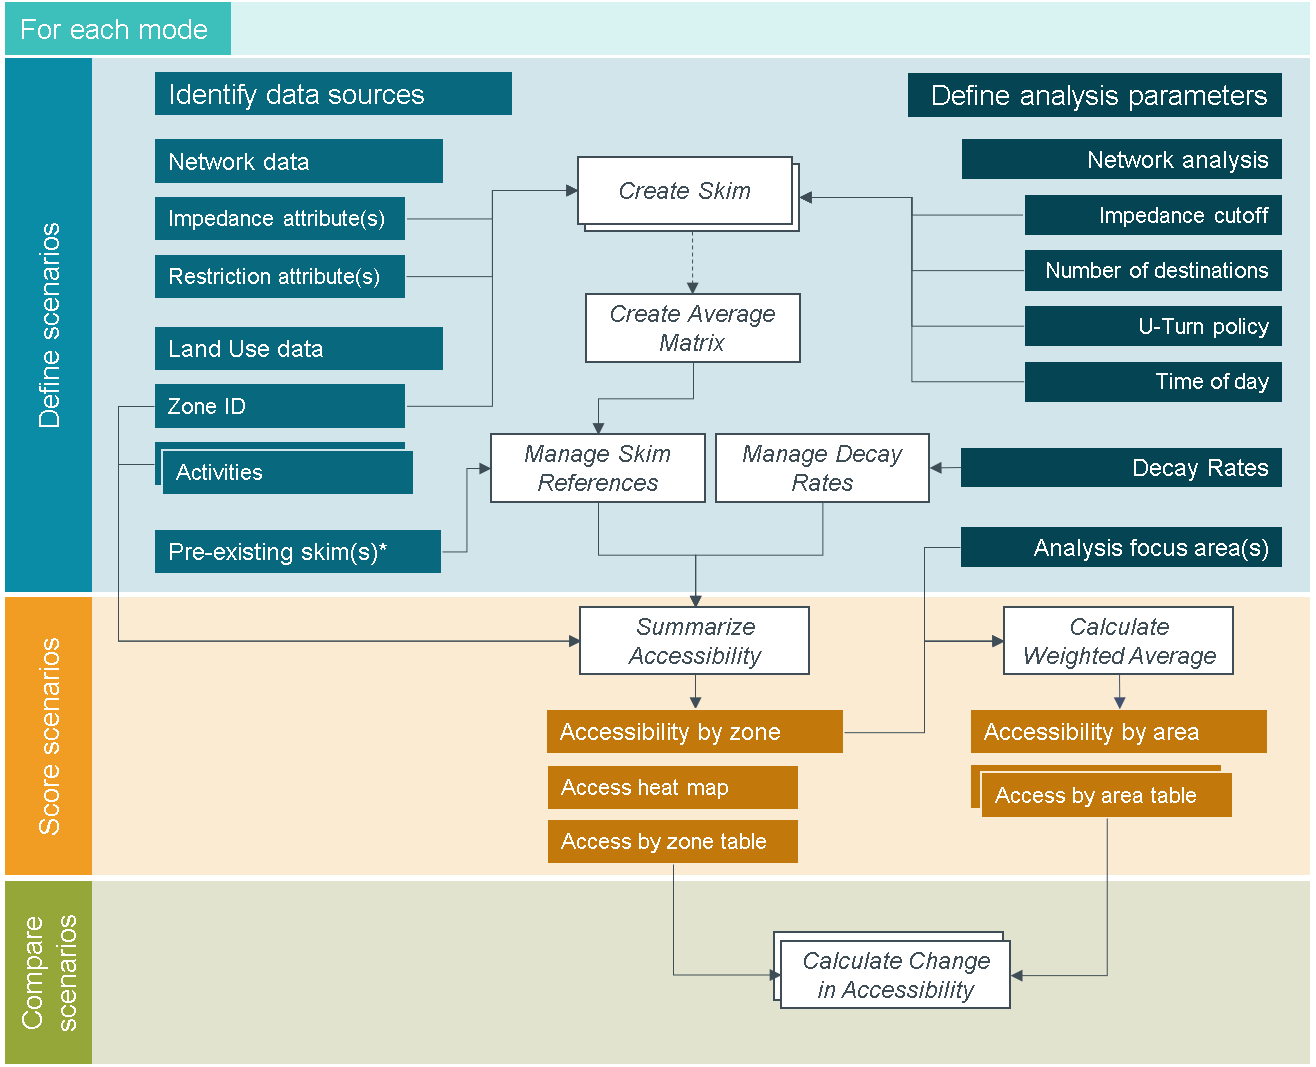 For each mode
Define scenarios
Identify data sources
Network data
Impedance attribute(s)
Restriction attribute(s)
Land Use data
Zone ID
Activities
Pre-existing skim(s)*
Create Skim
Create Average
Matrix
Manage Skim
References
Manage Decay
Rates
Define analysis parameters
Network analysis
Impedance cutoff
Number of destinations
U-Turn policy
Time of day
Decay Rates
Analysis focus area(s)
Score scenarios
Summarize
Accessibility
Accessibility by zone
Access heat map
Access by zone table
Calculate
Weighted Average
Accessibility by area
Access by area table
Compare
scenarios
Calculate Change
in Accessibility